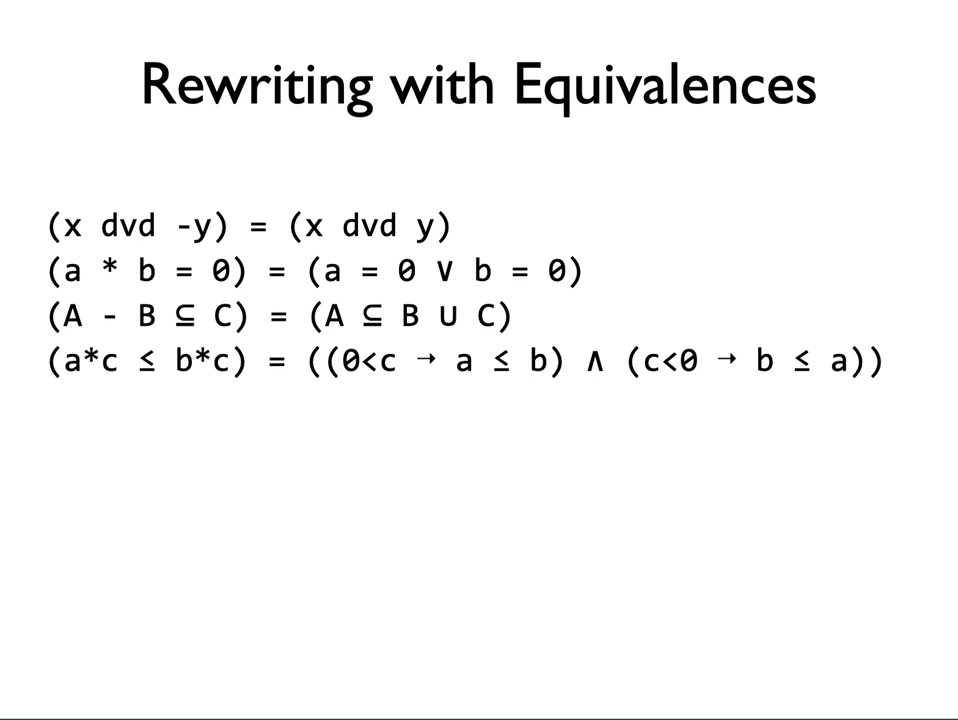 Rewriting with Equivalences
(x dvd -y) = (x dvd y)
(a * b = 0) = (a = 0 ∨ b = 0)
(A - B ⊆ C) = (A ⊆ B ∪ C)
(a*c ≤ b*c) = ((0<c → a ≤ b) ∧ (c<0 → b ≤ a))